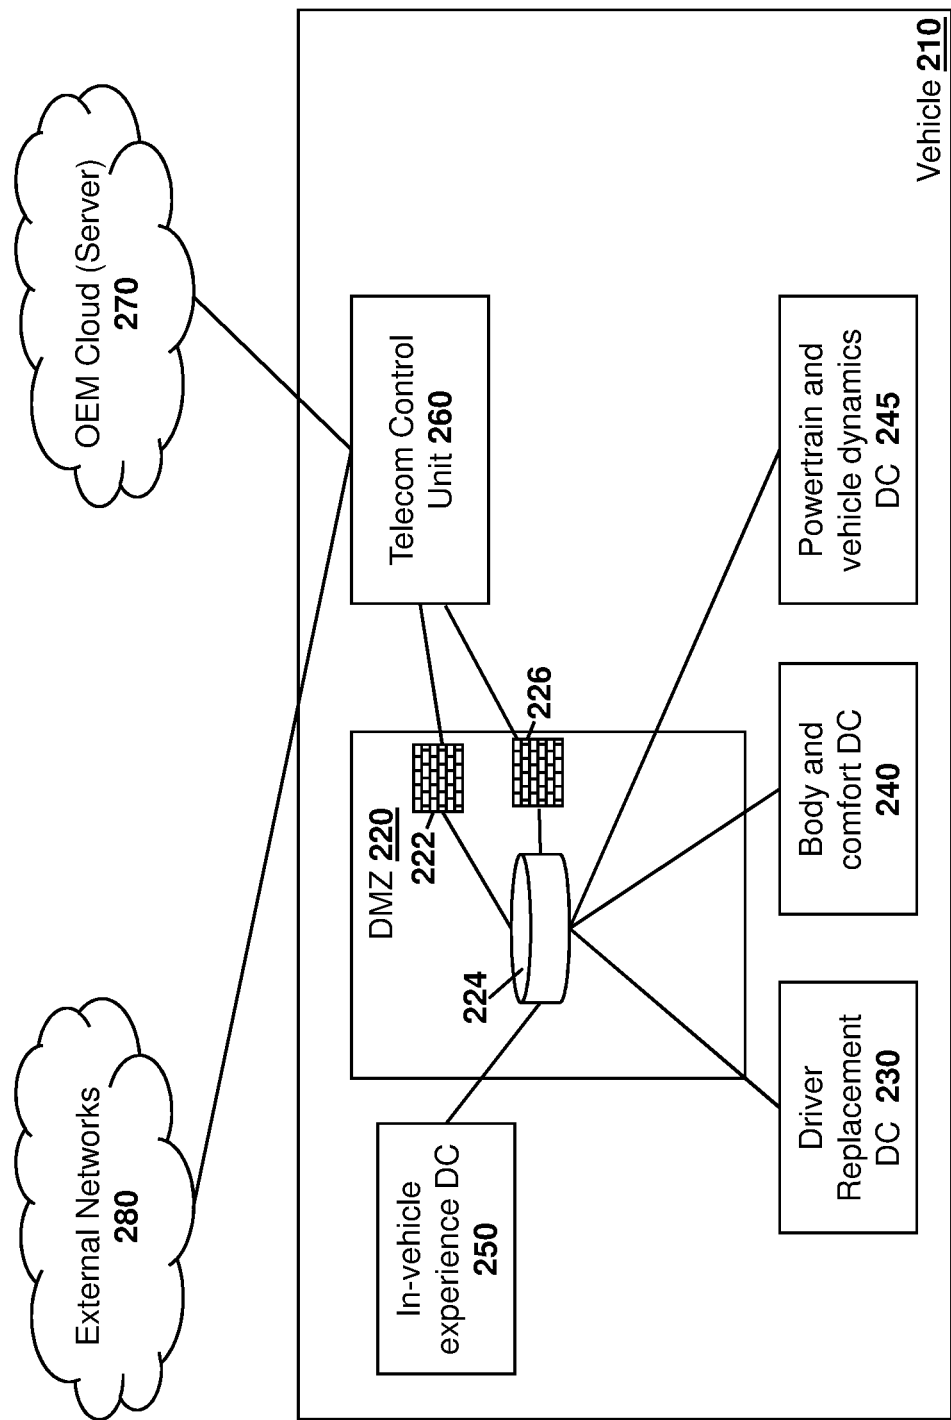 External Networks
280
OEM Cloud (Server)
270
In-vehicle
experience DC
250
DMZ 220
222
224
226
Telecom Control
Unit 260
Driver
Replacement
DC 230
Body and
comfort DC
240
Powertrain and
vehicle dynamics
DC 245
Vehicle 210